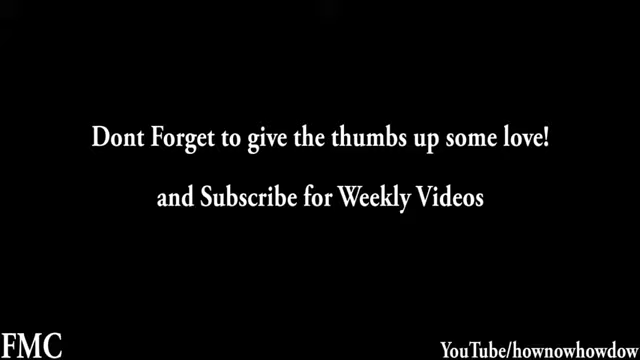 Dont Forget to give the thumbs up some love!
and Subscribe for Weekly Videos
FMC
YouTube/hownowhowdow